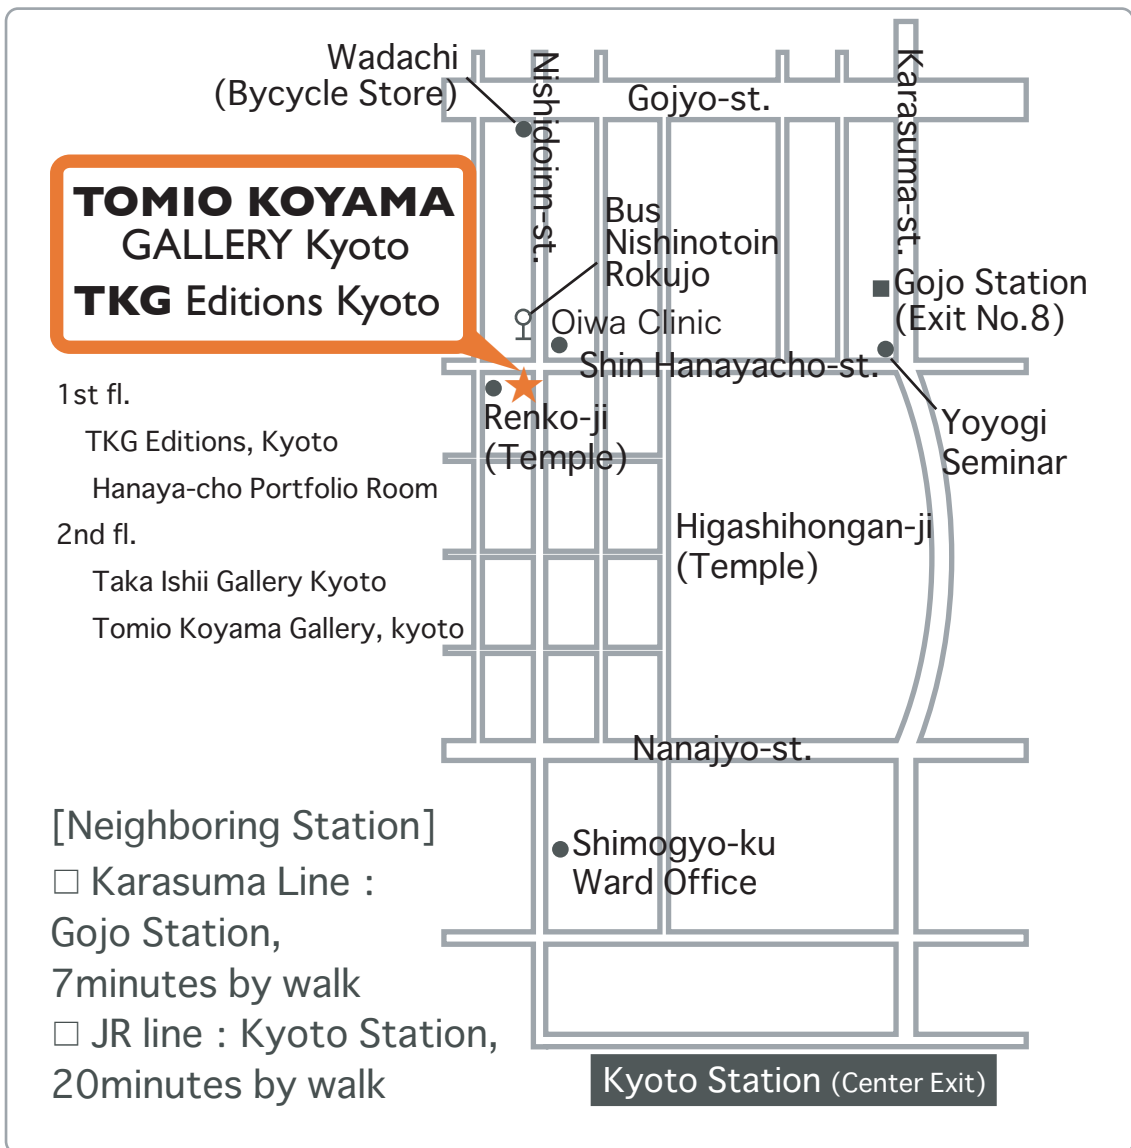 Wadachi
(Bycycle Store)
Nishidoinn-st.
Gojyo-st.
Karasuma-st.
TOMIO KOYAMA
GALLERY Kyoto
TKG Editions Kyoto
Bus
Nishinotoin
Rokujo
Gojo Station
(Exit No.8)
Oiwa Clinic
Shin Hanayacho-st.
Renko-ji
(Temple)
Yoyogi
Seminar
1st fl.
TKG Editions, Kyoto
Hanaya-cho Portfolio Room
2nd fl.
Taka Ishii Gallery Kyoto
Tomio Koyama Gallery, kyoto
Higashihongan-ji
(Temple)
Nanajyo-st.
Shimogyo-ku
Ward Office
[Neighboring Station]
□ Karasuma Line :
Gojo Station,
7minutes by walk
□ JR line : Kyoto Station,
20minutes by walk
Kyoto Station (Center Exit)